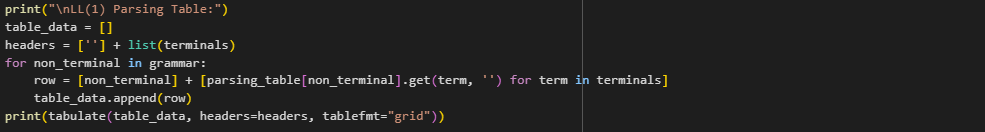 print("\nLL(1) Parsing Table:")
table_data = []
headers = [''] + list(terminals)
for non_terminal in grammar:
    row = [non_terminal] + [parsing_table[non_terminal].get(term, '') for term in terminals]
    table_data.append(row)
print(tabulate(table_data, headers=headers, tablefmt="grid"))